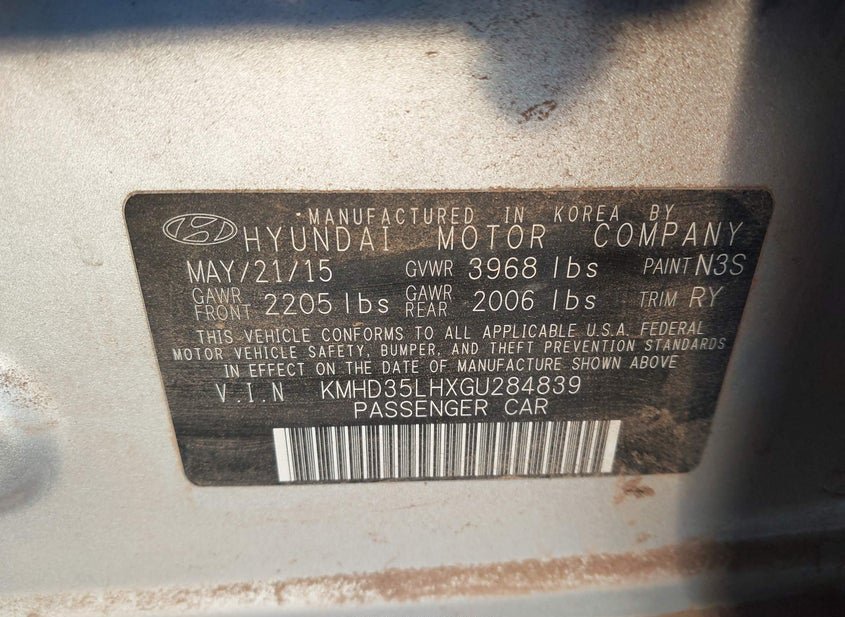 MANUFACTURED IN KOREA BY
HYUNDAI MOTOR COMPANY
MAY/21/15 GVWR 3968 lbs PAINT N3S
GAWR FRONT 2205 lbs GAWR REAR 2006 lbs TRIM RY
THIS VEHICLE CONFORMS TO ALL APPLICABLE U.S.A. FEDERAL
MOTOR VEHICLE SAFETY, BUMPER, AND THEFT PREVENTION STANDARDS
IN EFFECT ON THE DATE OF MANUFACTURE SHOWN ABOVE
V.I.N KMHD35LHXGU284839
PASSENGER CAR